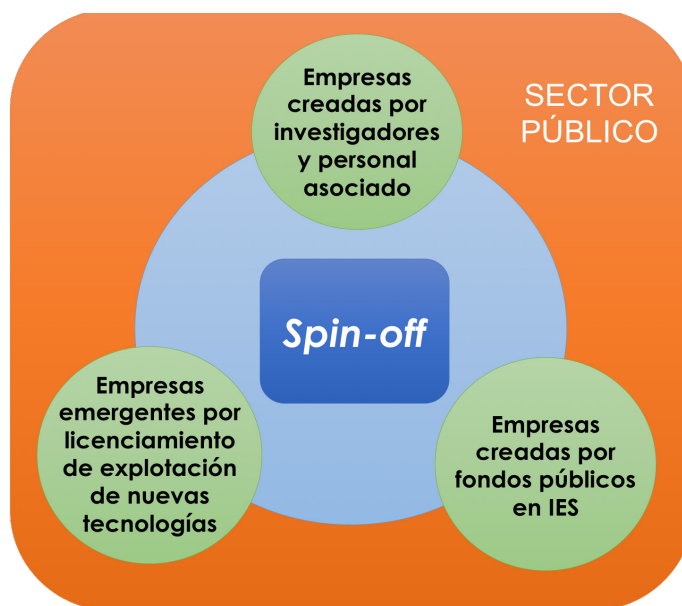 Empresas
creadas por
investigadores
y personal
asociado
SECTOR
PÚBLICO
Spin-off
Empresas
emergentes por
licenciamiento
de explotación
de nuevas
tecnologías
Empresas
creadas por
fondos públicos
en IES